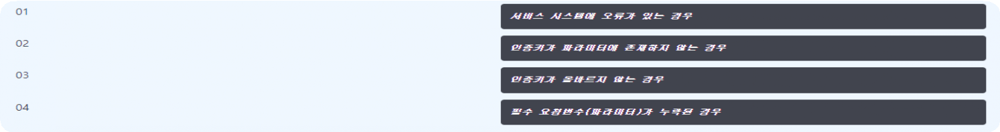 01 서비스 시스템에 오류가 있는 경우
02 인증키가 파라미터에 존재하지 않는 경우
03 인증키가 올바르지 않는 경우
04 필수 요청변수(파라미터)가 누락된 경우